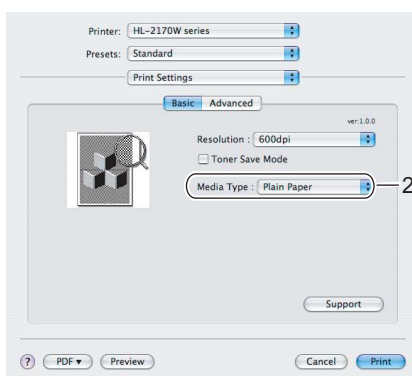 Printer: HL-2170W series
Presets: Standard
Print Settings
Basic Advanced
ver:1.0.0
Resolution : 600dpi
Toner Save Mode
Media Type : Plain Paper
2
Support
? PDF▼ Preview Cancel Print